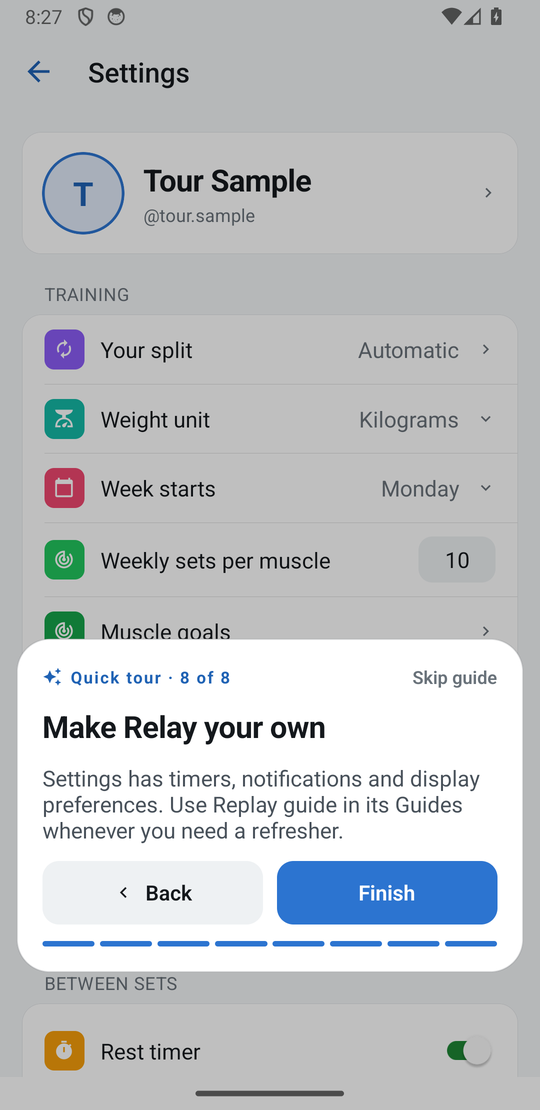 8:27
Settings
T
Tour Sample
@tour.sample
TRAINING
Your split Automatic
Weight unit Kilograms
Week starts Monday
Weekly sets per muscle 10
Muscle goals
Quick tour · 8 of 8 Skip guide
Make Relay your own
Settings has timers, notifications and display
preferences. Use Replay guide in its Guides
whenever you need a refresher.
Back Finish
BETWEEN SETS
Rest timer